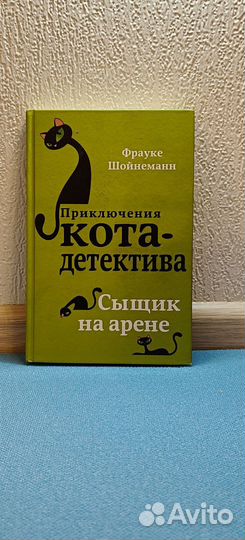 Фрауке
Шойнеманн
Приключения
кота-
детектива
Сыщик
на арене
Avito